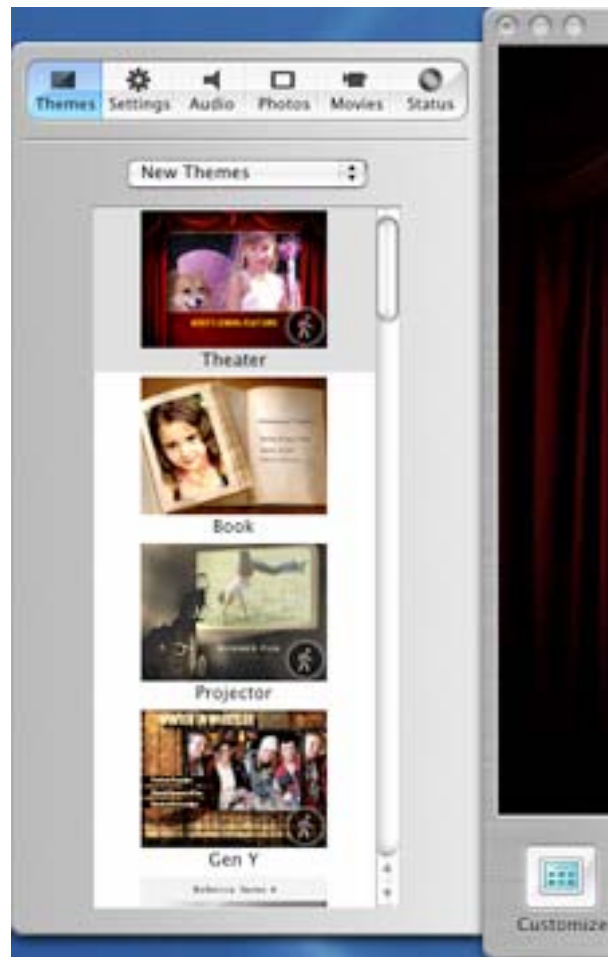 Themes Settings Audio Photos Movies Status
New Themes
Theater
Book
Projector
Gen Y
Customize